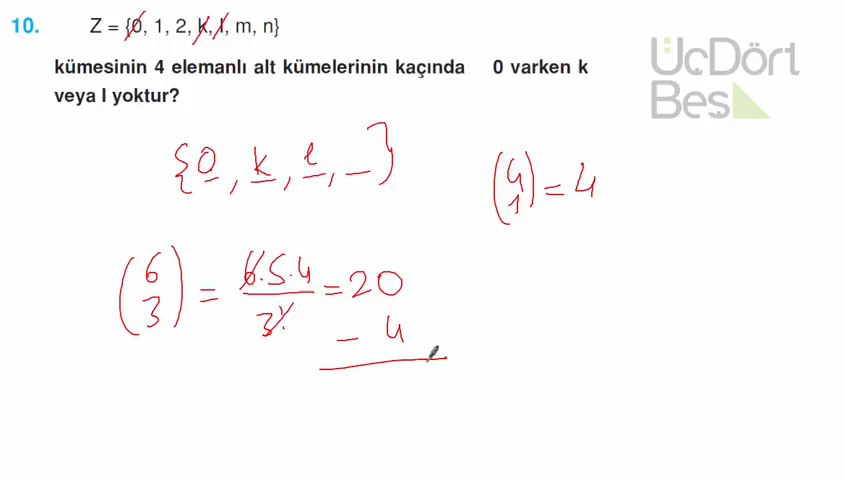 10. Z = {0, 1, 2, k, l, m, n}
kümesinin 4 elemanlı alt kümelerinin kaçında 0 varken k
veya l yoktur?
ÜçDört
Beş
{0, k, l, _}
(4 1) = 4
(6 3) = 6.5.4 / 3! = 20
- 4